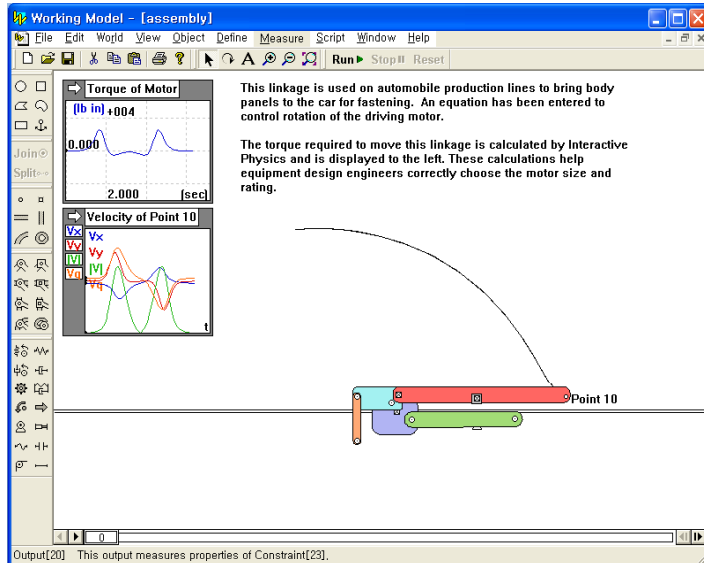 Working Model - [assembly]
File Edit World View Object Define Measure Script Window Help
Run Stop Reset
Join
Split
Torque of Motor
(lb in) +004
0.000
2.000 (sec)
Velocity of Point 10
Vx Vx
Vy Vy
|V| |V|
Vq
t
This linkage is used on automobile production lines to bring body
panels to the car for fastening. An equation has been entered to
control rotation of the driving motor.
The torque required to move this linkage is calculated by Interactive
Physics and is displayed to the left. These calculations help
equipment design engineers correctly choose the motor size and
rating.
Point 10
0
Output[20] This output measures properties of Constraint[23].